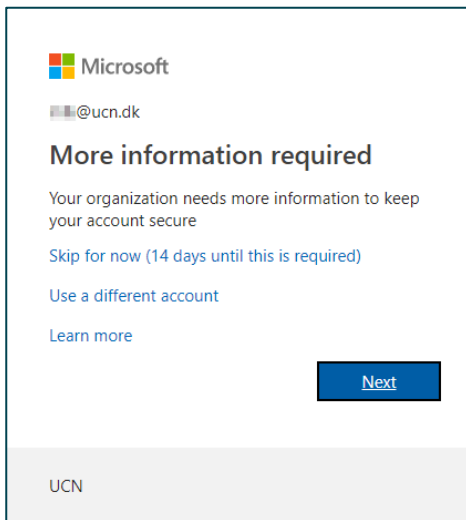 Microsoft
@ucn.dk
More information required
Your organization needs more information to keep
your account secure
Skip for now (14 days until this is required)
Use a different account
Learn more
Next
UCN